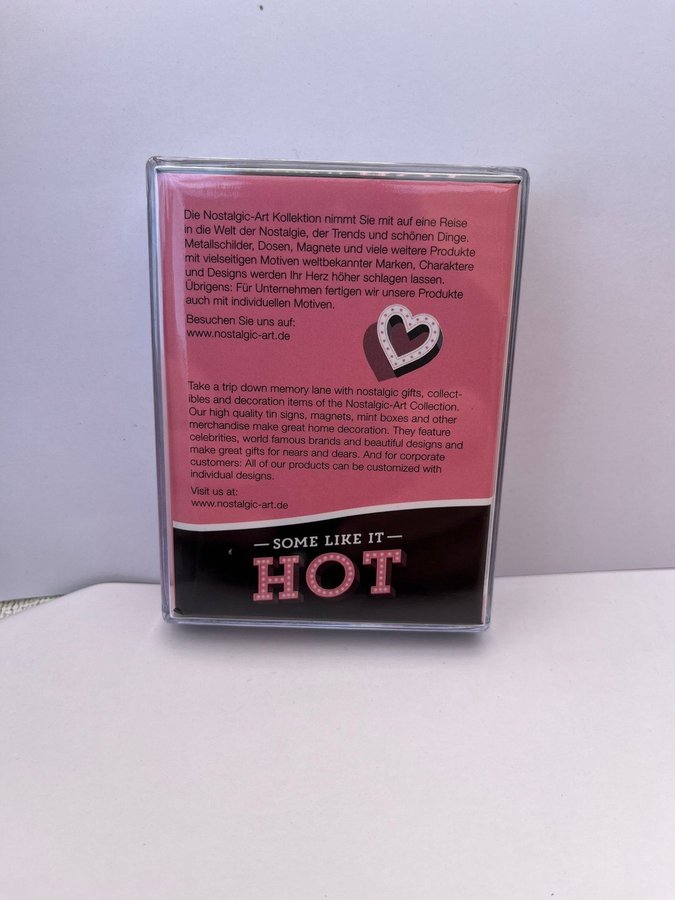 Die Nostalgic-Art Kollektion nimmt Sie mit auf eine Reise
in die Welt der Nostalgie, der Trends und schönen Dinge.
Metallschilder, Dosen, Magnete und viele weitere Produkte
mit vielseitigen Motiven weltbekannter Marken, Charaktere
und Designs werden Ihr Herz höher schlagen lassen.
Übrigens: Für Unternehmen fertigen wir unsere Produkte
auch mit individuellen Motiven.
Besuchen Sie uns auf:
www.nostalgic-art.de
Take a trip down memory lane with nostalgic gifts, collect-
ibles and decoration items of the Nostalgic-Art Collection.
Our high quality tin signs, magnets, mint boxes and other
merchandise make great home decoration. They feature
celebrities, world famous brands and beautiful designs and
make great gifts for nears and dears. And for corporate
customers: All of our products can be customized with
individual designs.
Visit us at:
www.nostalgic-art.de
— SOME LIKE IT —
HOT